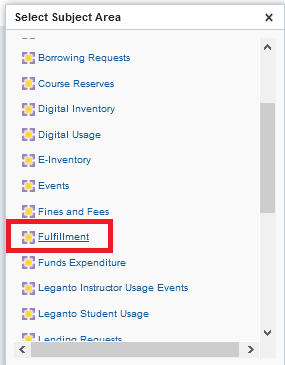 Select Subject Area
Borrowing Requests
Course Reserves
Digital Inventory
Digital Usage
E-Inventory
Events
Fines and Fees
Fulfillment
Funds Expenditure
Leganto Instructor Usage Events
Leganto Student Usage
Lending Requests